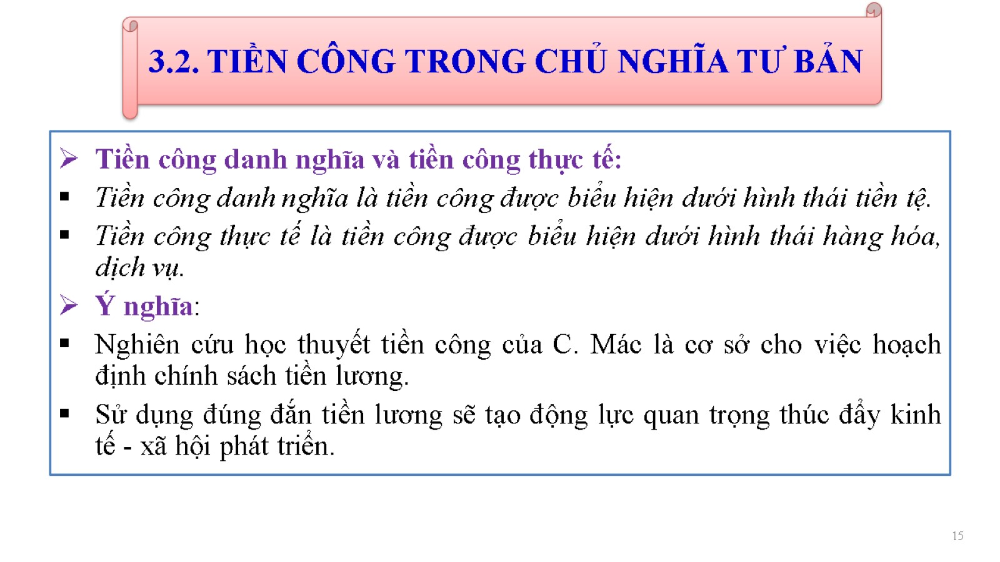 3.2. TIỀN CÔNG TRONG CHỦ NGHĨA TƯ BẢN
Tiền công danh nghĩa và tiền công thực tế:
Tiền công danh nghĩa là tiền công được biểu hiện dưới hình thái tiền tệ.
Tiền công thực tế là tiền công được biểu hiện dưới hình thái hàng hóa,
dịch vụ.
Ý nghĩa:
Nghiên cứu học thuyết tiền công của C. Mác là cơ sở cho việc hoạch
định chính sách tiền lương.
Sử dụng đúng đắn tiền lương sẽ tạo động lực quan trọng thúc đẩy kinh
tế - xã hội phát triển.
15